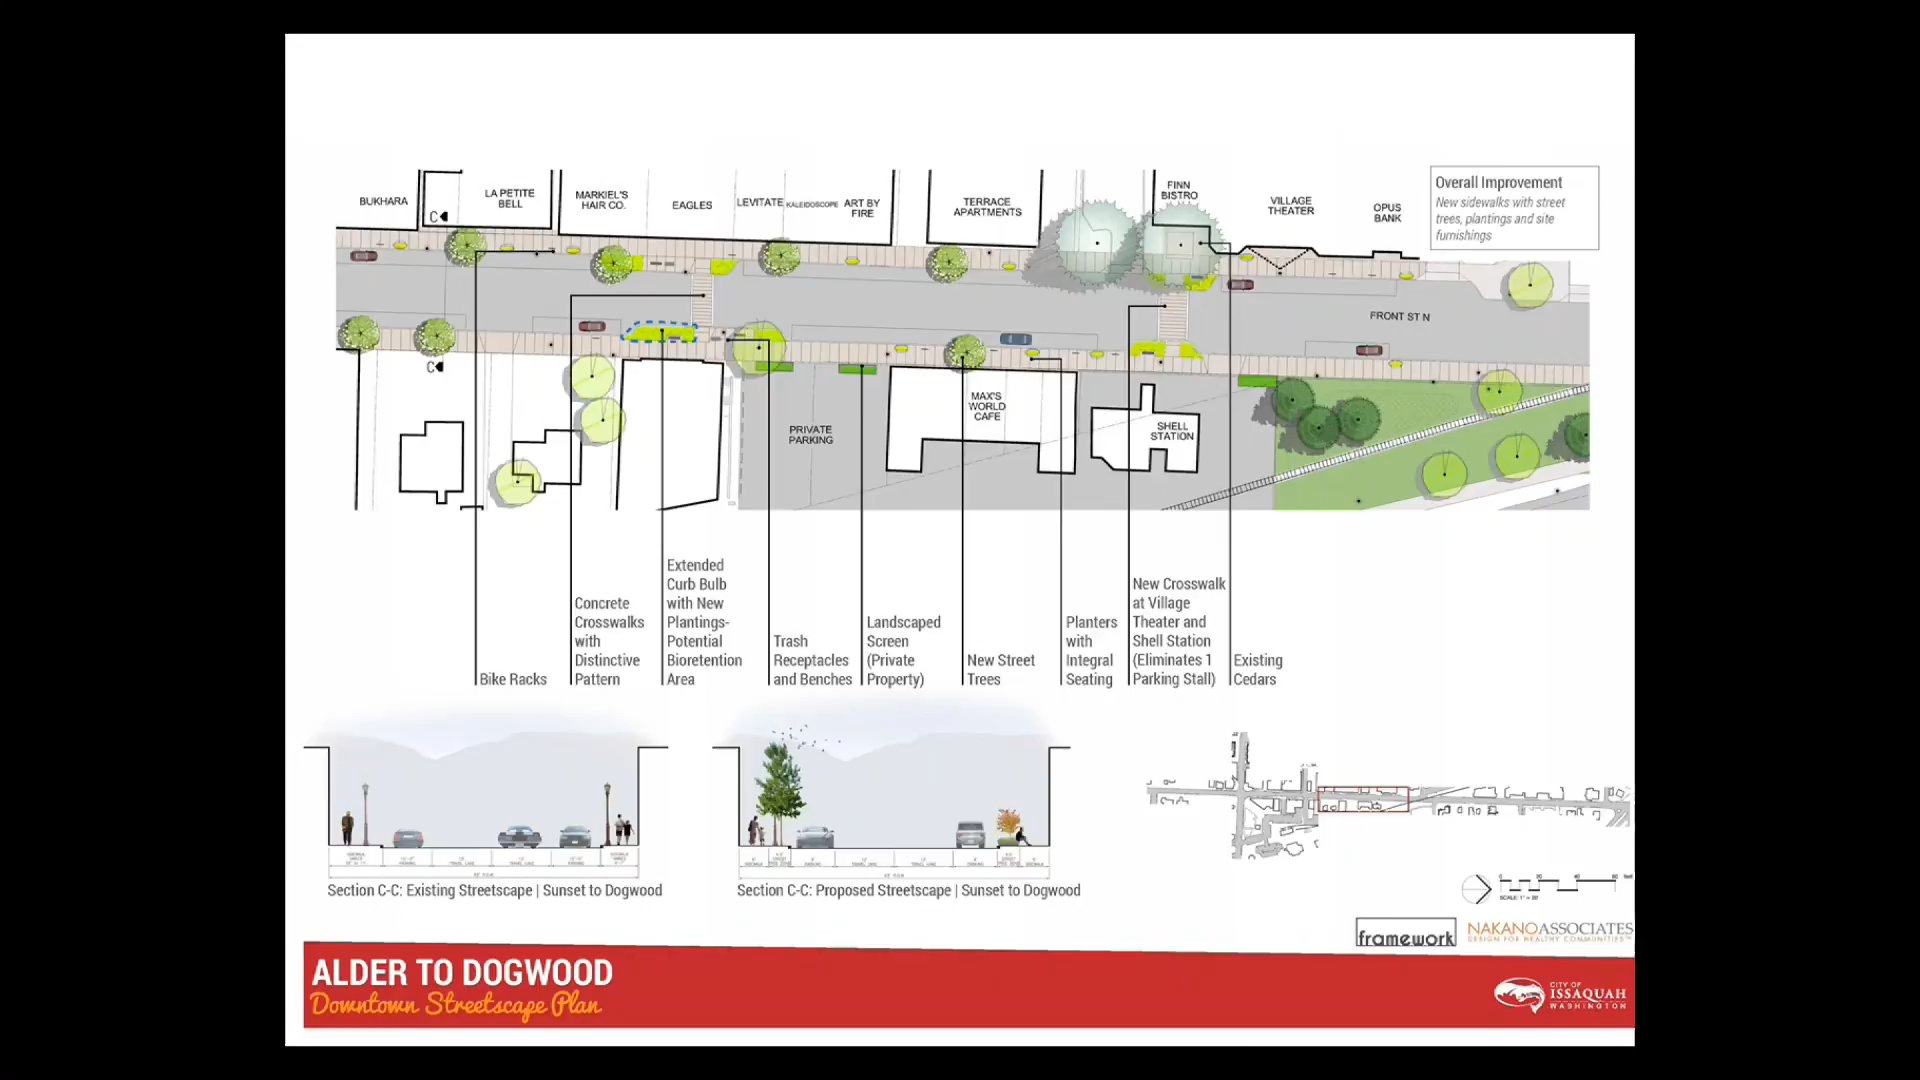 BUKHARA
C
LA PETITE
BELL
MARKIEL'S
HAIR CO.
EAGLES
LEVITATE
KALEIDOSCOPE
ART BY
FIRE
TERRACE
APARTMENTS
FINN
BISTRO
VILLAGE
THEATER
OPUS
BANK
Overall Improvement
New sidewalks with street
trees, plantings and site
furnishings
FRONT ST N
C
PRIVATE
PARKING
MAX'S
WORLD
CAFE
SHELL
STATION
Bike Racks
Concrete
Crosswalks
with
Distinctive
Pattern
Extended
Curb Bulb
with New
Plantings-
Potential
Bioretention
Area
Trash
Receptacles
and Benches
Landscaped
Screen
(Private
Property)
New Street
Trees
Planters
with
Integral
Seating
New Crosswalk
at Village
Theater and
Shell Station
(Eliminates 1
Parking Stall)
Existing
Cedars
Section C-C: Existing Streetscape | Sunset to Dogwood
Section C-C: Proposed Streetscape | Sunset to Dogwood
framework
NAKANOASSOCIATES
DESIGN FOR HEALTHY COMMUNITIES
ALDER TO DOGWOOD
Downtown Streetscape Plan
CITY OF
ISSAQUAH
WASHINGTON